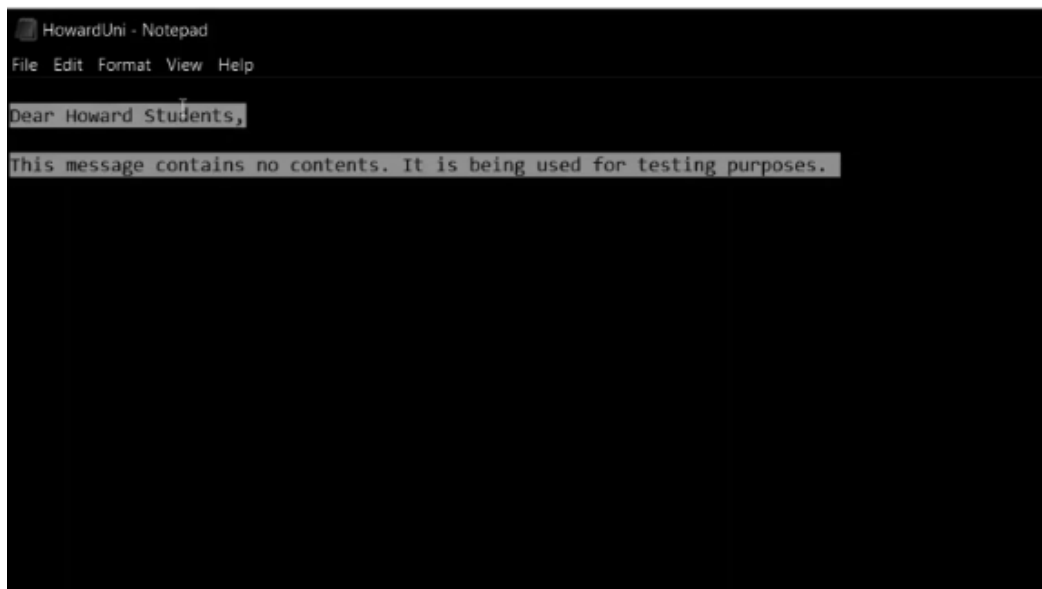 HowardUni - Notepad
File Edit Format View Help
Dear Howard Students,
This message contains no contents. It is being used for testing purposes.